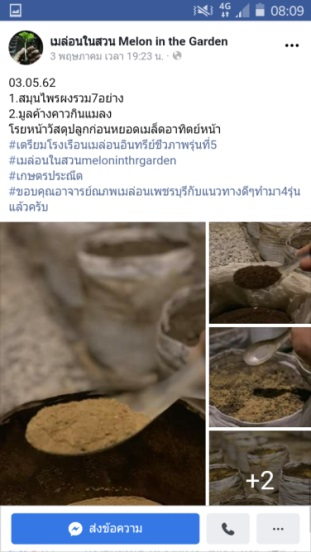 4G 08:09
เมล่อนในสวน Melon in the Garden
3 พฤษภาคม เวลา 19:23 น. ·
03.05.62
1.สมุนไพรผงรวม7อย่าง
2.มูลค้างคาวกินแมลง
โรยหน้าวัสดุปลูกก่อนหยอดเมล็ดอาทิตย์หน้า
#เตรียมโรงเรือนเมล่อนอินทรีย์ชีวภาพรุ่นที่5
#เมล่อนในสวนmeloninthrgarden
#เกษตรประณีต
#ขอบคุณอาจารย์ณภพเมล่อนเพชรบุรีกับแนวทางดีๆทำมา4รุ่น
แล้วครับ
+2
ส่งข้อความ